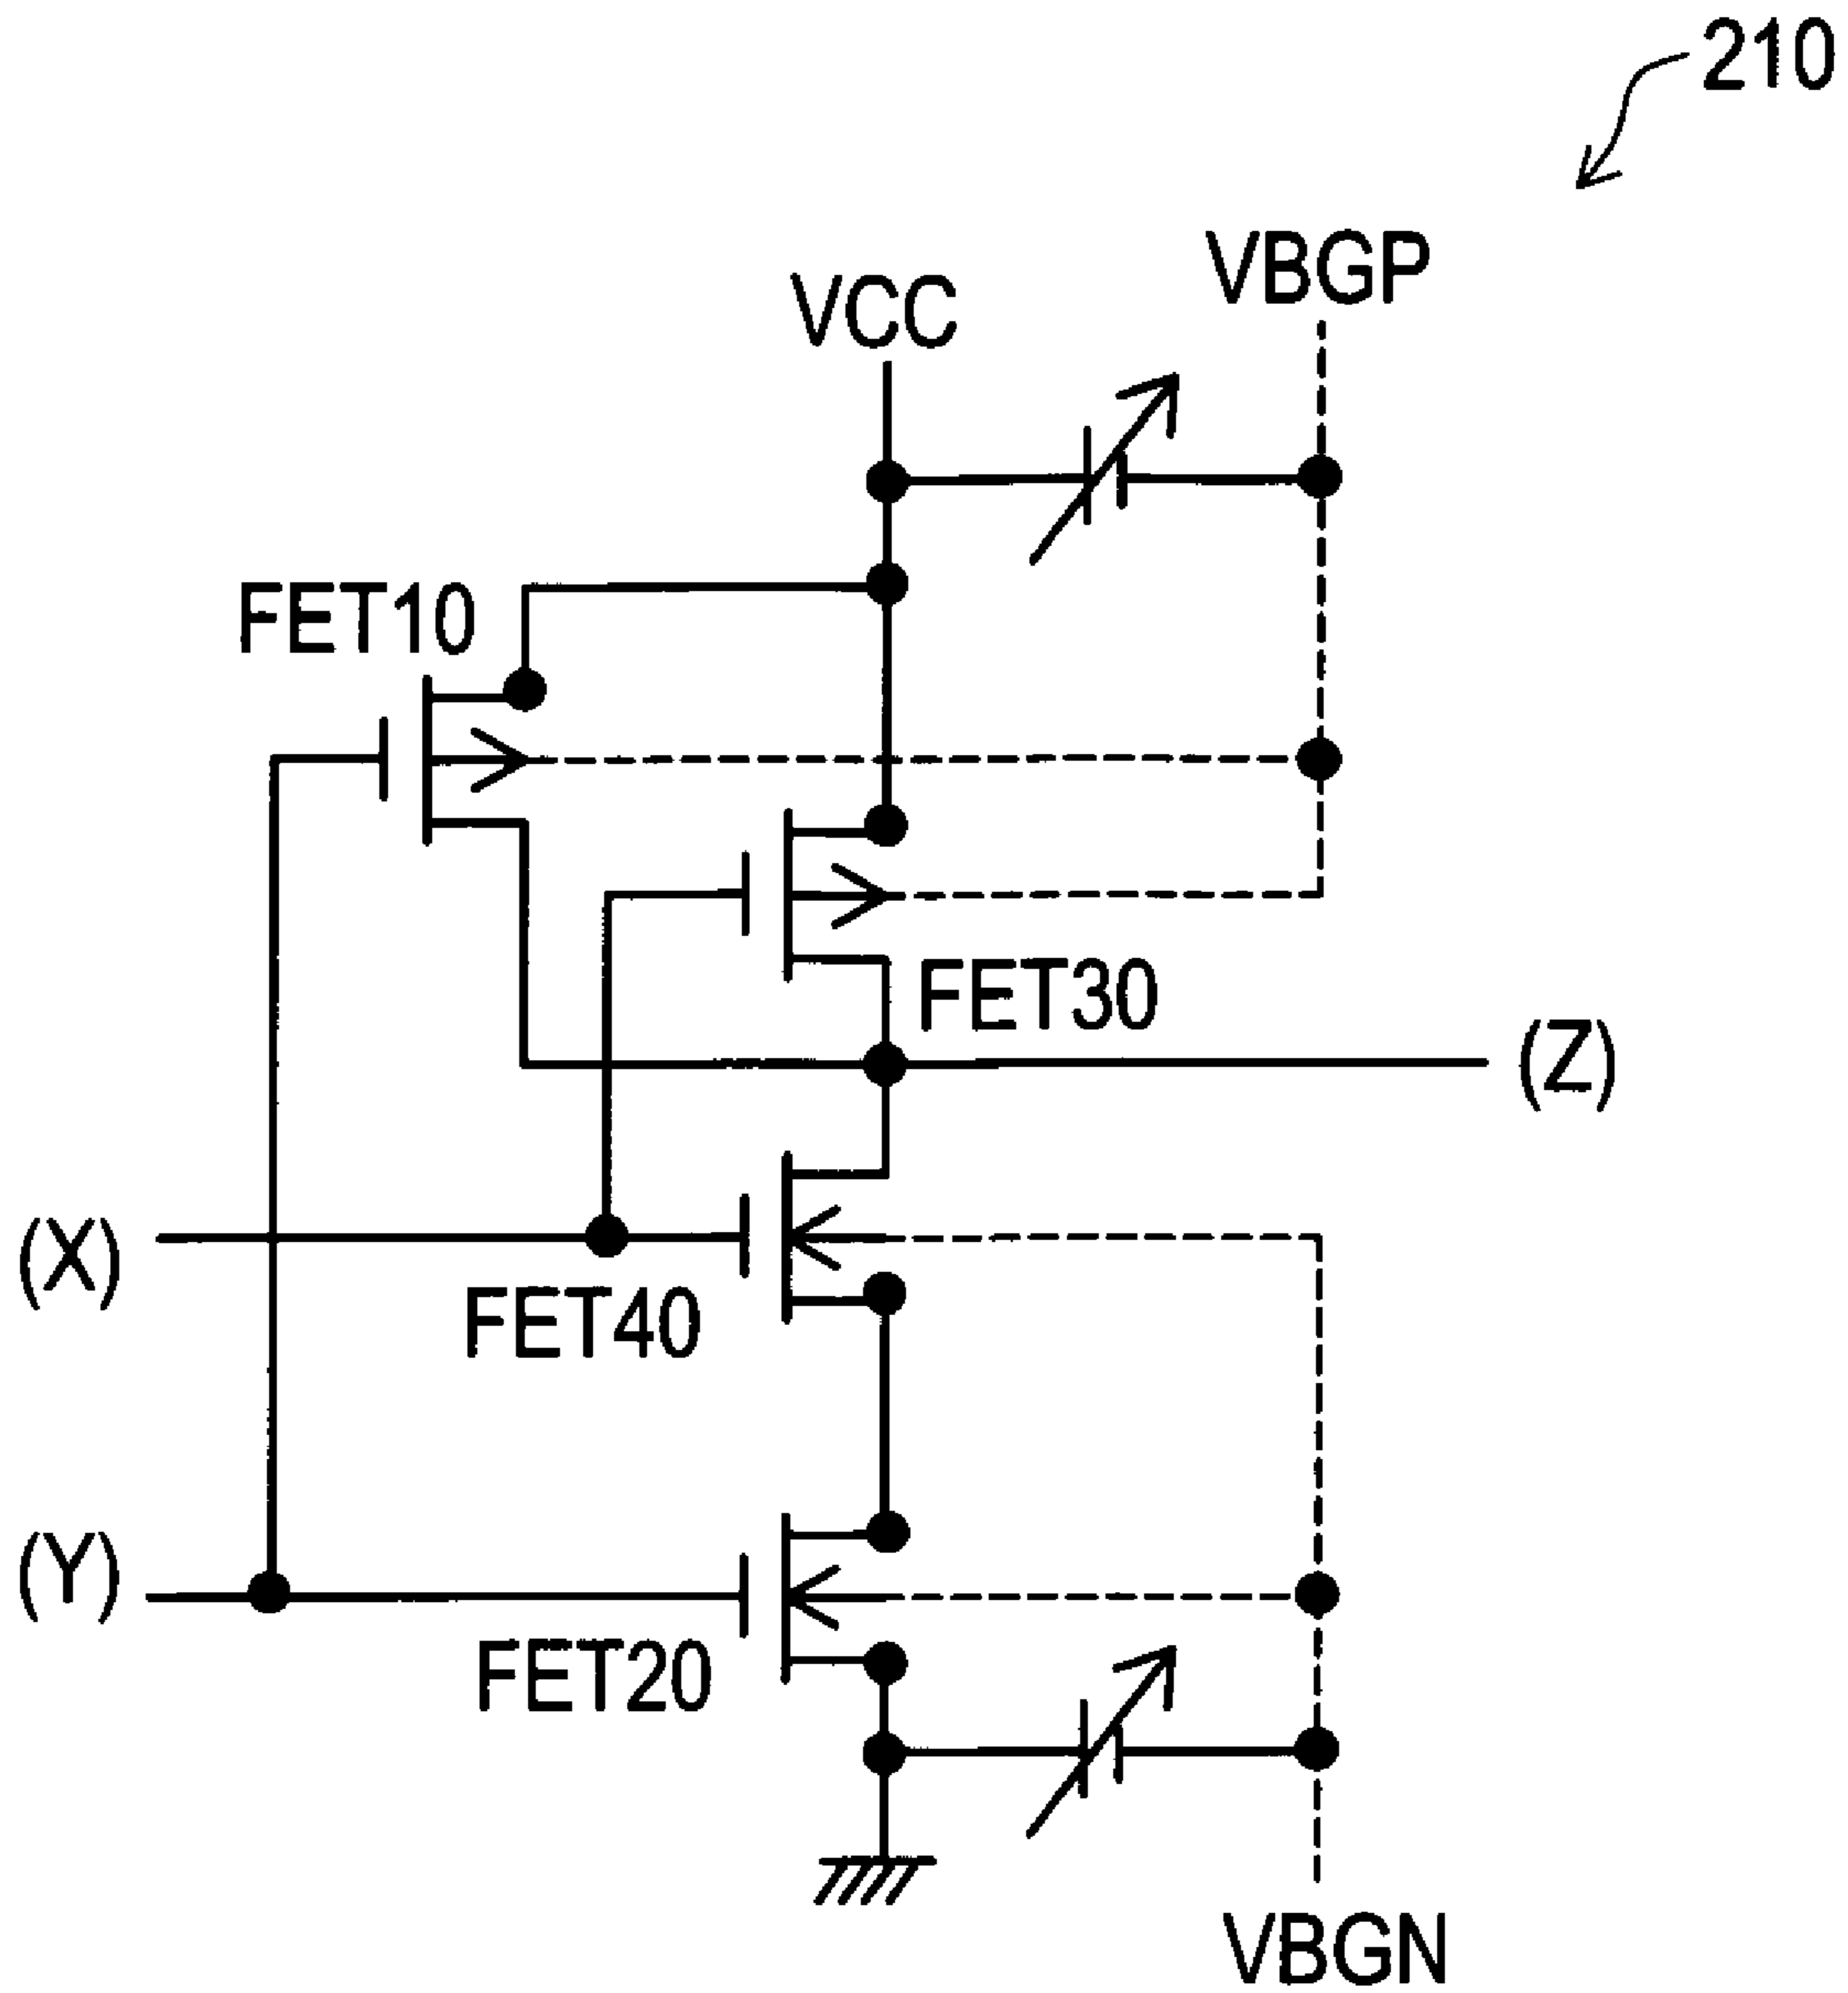 210
VBGP
VCC
FET10
FET30
(Z)
(X)
FET40
(Y)
FET20
VBGN